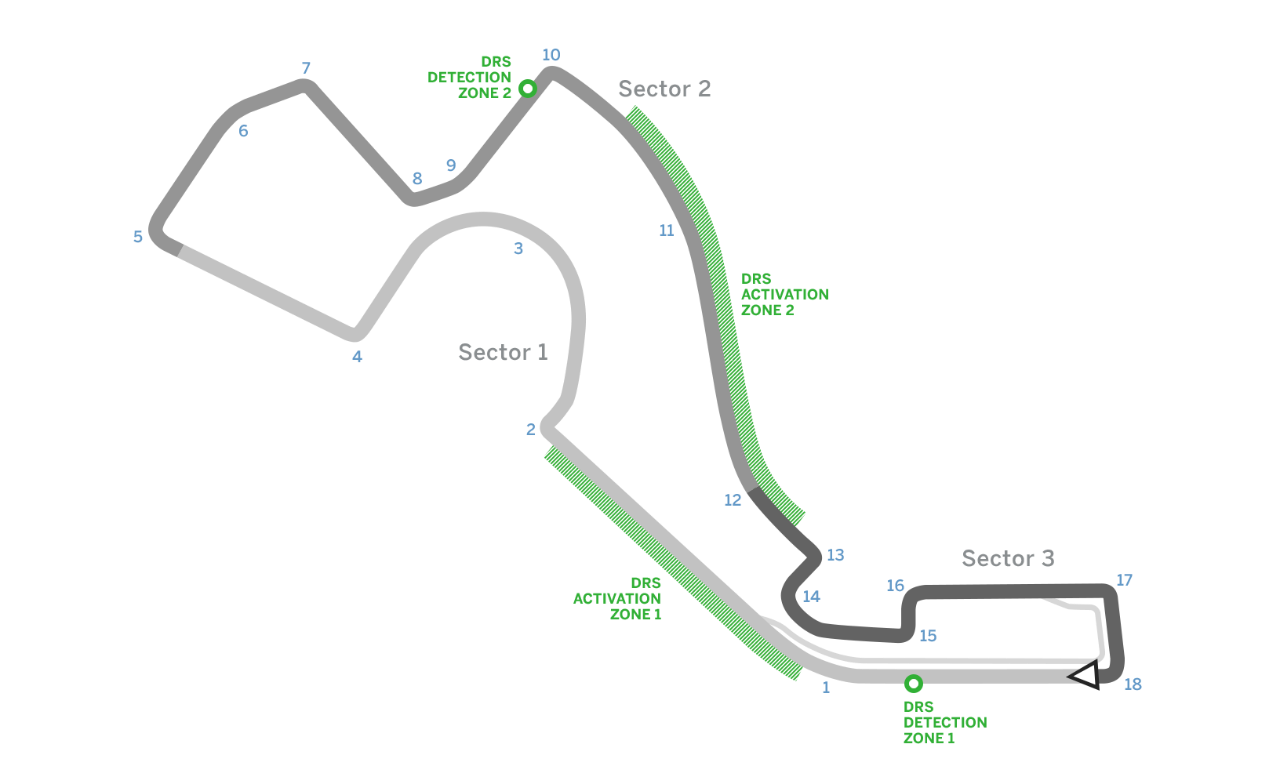 10
7
DRS
DETECTION
ZONE 2
Sector 2
6
9
8
5
3
11
DRS
ACTIVATION
ZONE 2
4
Sector 1
2
12
13
Sector 3
DRS
ACTIVATION
ZONE 1
14
16
17
15
1
18
DRS
DETECTION
ZONE 1